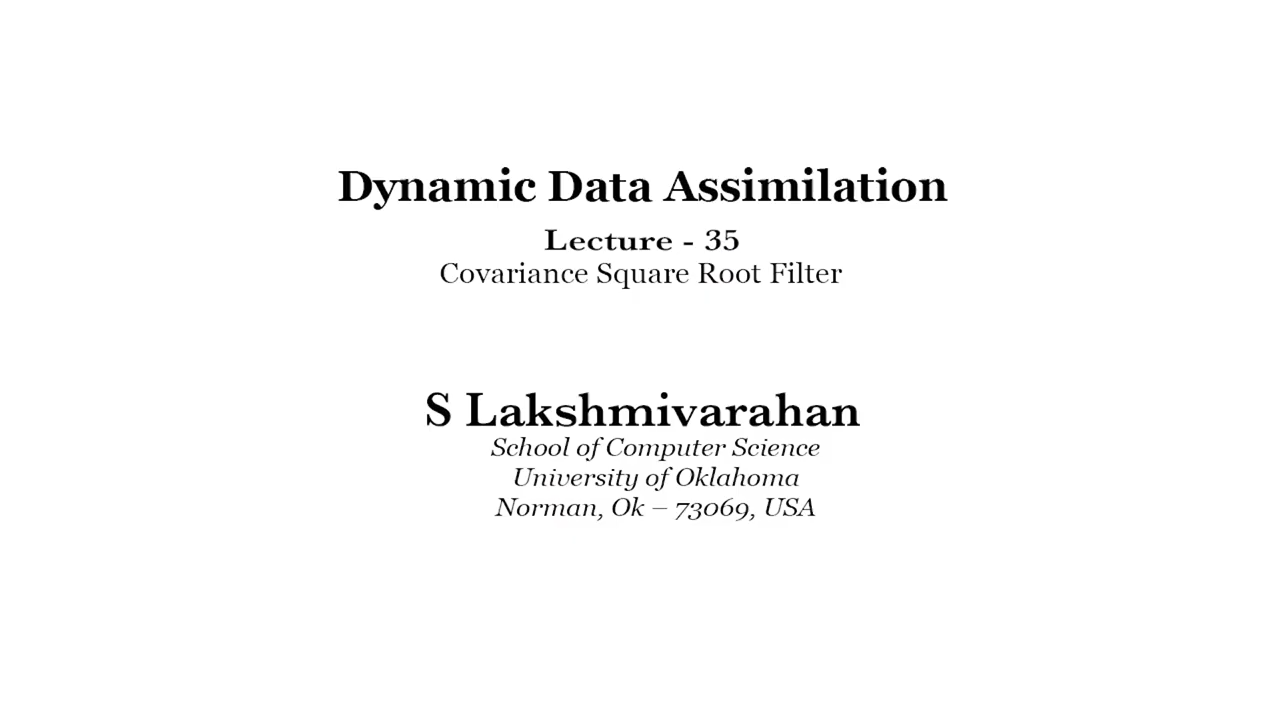 Dynamic Data Assimilation
Lecture - 35
Covariance Square Root Filter
S Lakshmivarahan
School of Computer Science
University of Oklahoma
Norman, Ok – 73069, USA